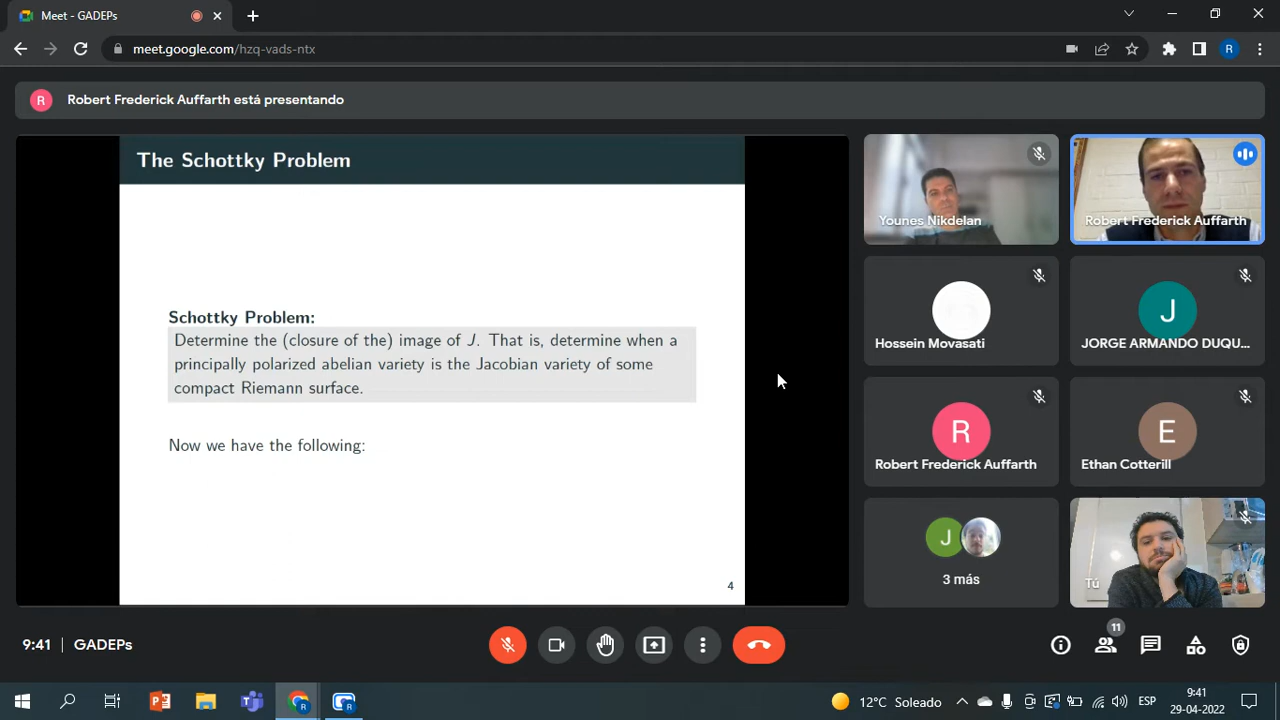 Meet - GADEPs
meet.google.com/hzq-vads-ntx
R
R
Robert Frederick Auffarth está presentando
The Schottky Problem
Schottky Problem:
Determine the (closure of the) image of J. That is, determine when a
principally polarized abelian variety is the Jacobian variety of some
compact Riemann surface.
Now we have the following:
4
Younes Nikdelan
Robert Frederick Auffarth
Hossein Movasati
J
JORGE ARMANDO DUQU...
R
Robert Frederick Auffarth
E
Ethan Cotterill
J
3 más
Tú
9:41 | GADEPs
11
12°C Soleado
ESP
9:41
29-04-2022